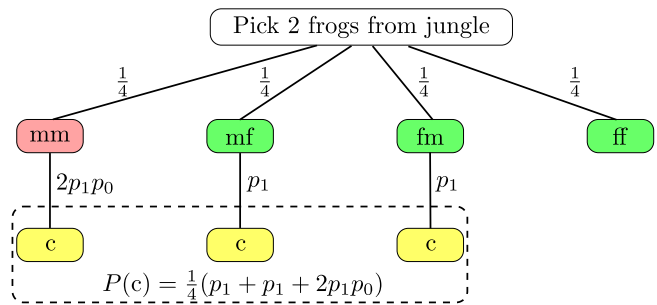 Pick 2 frogs from jungle
1/4 1/4 1/4 1/4
mm mf fm ff
2p₁p₀ p₁ p₁
c c c
P(c) = 1/4(p₁ + p₁ + 2p₁p₀)